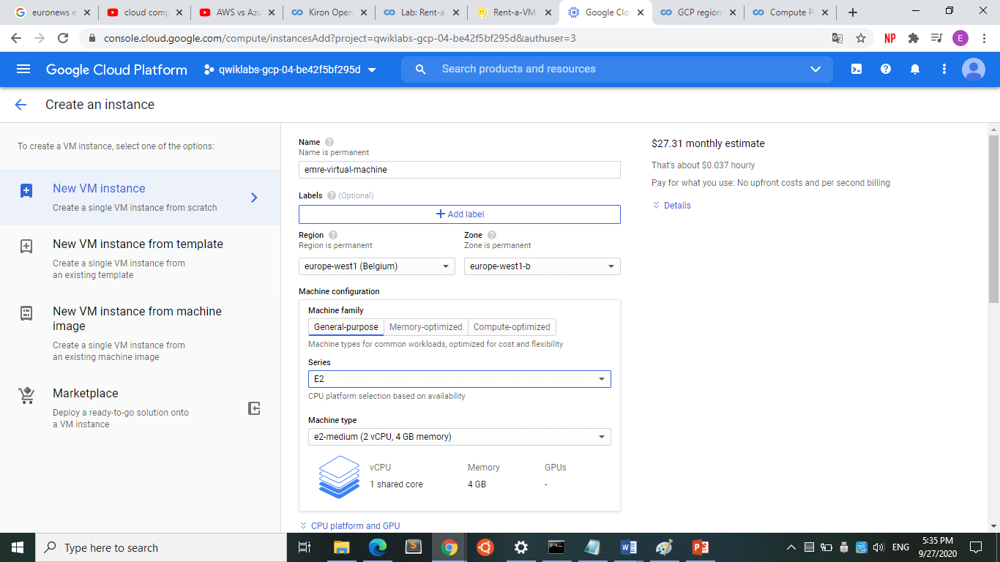 euronews e
cloud comp
AWS vs Azu
Kiron Open
Lab: Rent-a
Rent-a-VM
Google Clo
GCP region
Compute Po
console.cloud.google.com/compute/instancesAdd?project=qwiklabs-gcp-04-be42f5bf295d&authuser=3
NP
E
Google Cloud Platform
qwiklabs-gcp-04-be42f5bf295d
Search products and resources
Create an instance
To create a VM instance, select one of the options:
New VM instance
Create a single VM instance from scratch
New VM instance from template
Create a single VM instance from
an existing template
New VM instance from machine
image
Create a single VM instance from
an existing machine image
Marketplace
Deploy a ready-to-go solution onto
a VM instance
Name
Name is permanent
emre-virtual-machine
Labels (Optional)
Add label
Region
Region is permanent
europe-west1 (Belgium)
Zone
Zone is permanent
europe-west1-b
Machine configuration
Machine family
General-purpose
Memory-optimized
Compute-optimized
Machine types for common workloads, optimized for cost and flexibility
Series
E2
CPU platform selection based on availability
Machine type
e2-medium (2 vCPU, 4 GB memory)
vCPU
Memory
GPUs
1 shared core
4 GB
-
CPU platform and GPU
$27.31 monthly estimate
That's about $0.037 hourly
Pay for what you use: No upfront costs and per second billing
Details
Type here to search
ENG
5:35 PM
9/27/2020